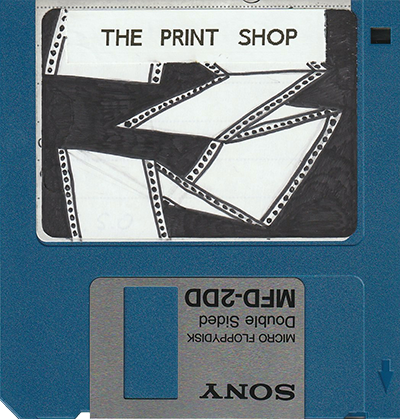 THE PRINT SHOP
MFD-2DD
Double Sided
MICRO FLOPPYDISK
SONY